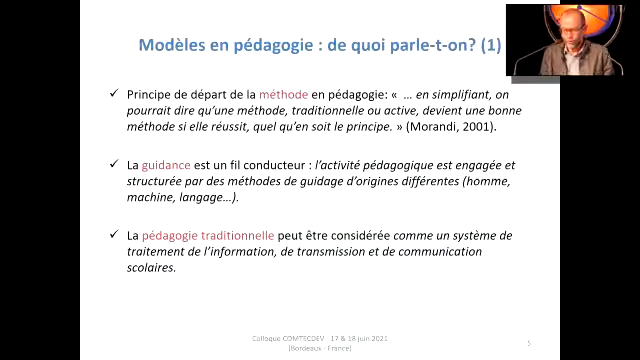 Modèles en pédagogie : de quoi parle-t-on? (1)
✓ Principe de départ de la méthode en pédagogie: « … en simplifiant, on
pourrait dire qu'une méthode, traditionnelle ou active, devient une bonne
méthode si elle réussit, quel qu'en soit le principe. » (Morandi, 2001).
✓ La guidance est un fil conducteur : l'activité pédagogique est engagée et
structurée par des méthodes de guidage d'origines différentes (homme,
machine, langage…).
✓ La pédagogie traditionnelle peut être considérée comme un système de
traitement de l'information, de transmission et de communication
scolaires.
Colloque COMTECDEV 17 & 18 juin 2021
(Bordeaux - France)
5